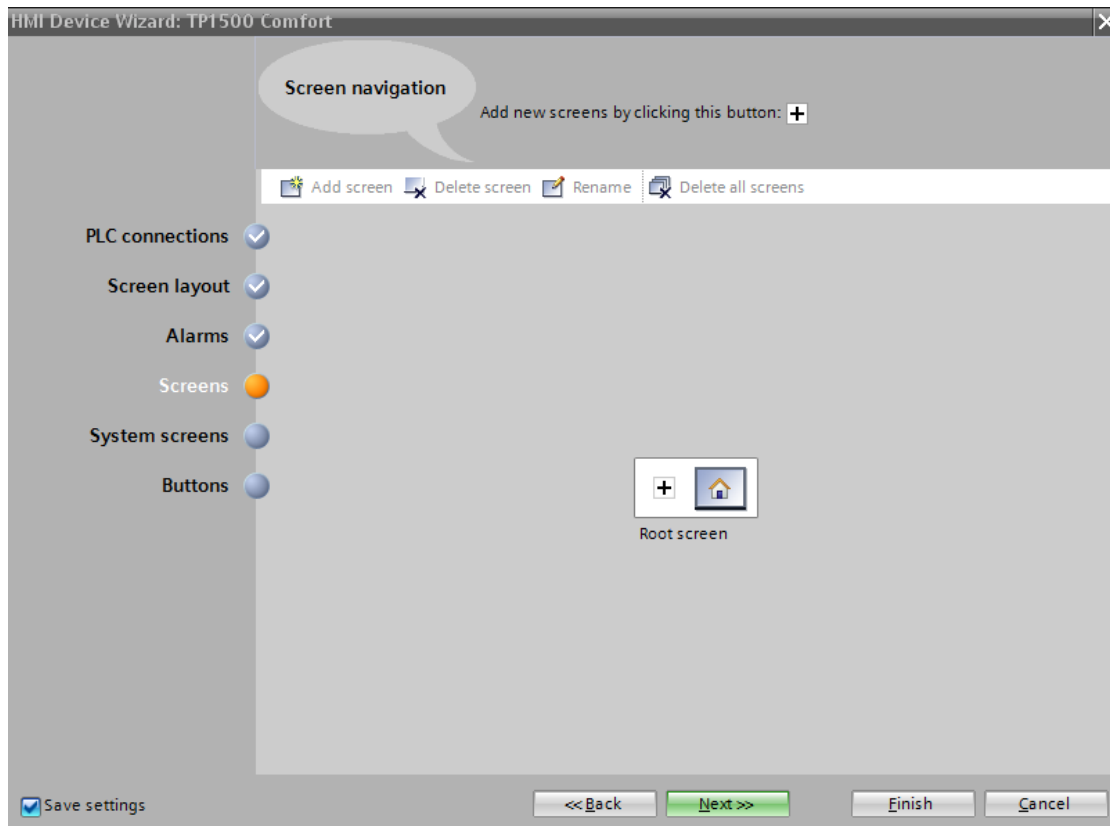 HMI Device Wizard: TP1500 Comfort
Screen navigation
Add new screens by clicking this button:
Add screen Delete screen Rename Delete all screens
PLC connections
Screen layout
Alarms
Screens
System screens
Buttons
Root screen
Save settings
<< Back Next >> Finish Cancel